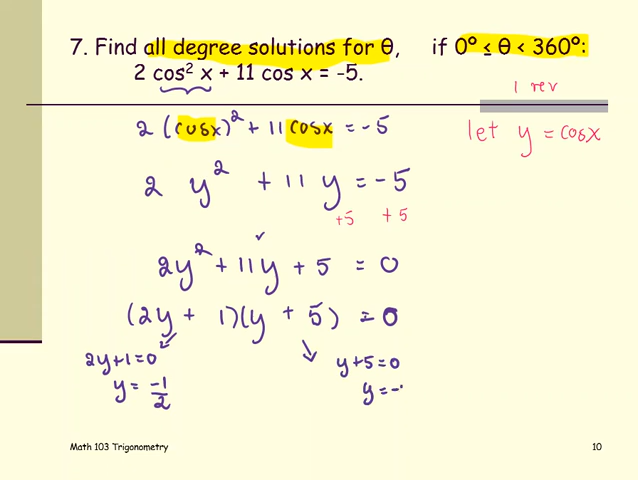 7. Find all degree solutions for θ, if 0° ≤ θ < 360°:
2 cos² x + 11 cos x = -5.
1 rev
2 (cosx)² + 11 cosx = -5
let y = cosx
2 y² + 11 y = -5
+5 +5
2y² + 11y + 5 = 0
(2y + 1)(y + 5) = 0
2y+1=0 y+5=0
y = -1/2 y = -
Math 103 Trigonometry 10